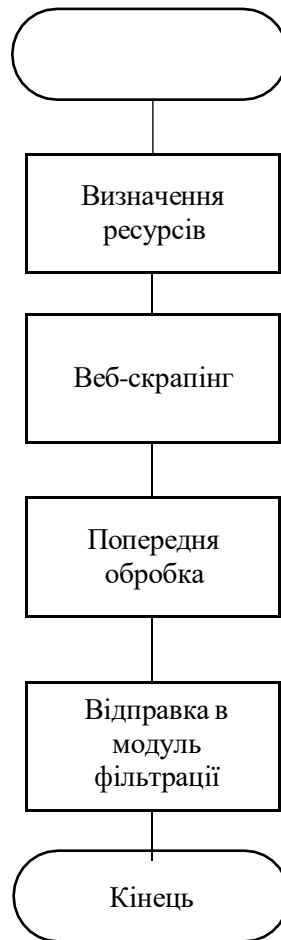 Визначення
ресурсів
Веб-скрапінг
Попередня
обробка
Відправка в
модуль
фільтрації
Кінець